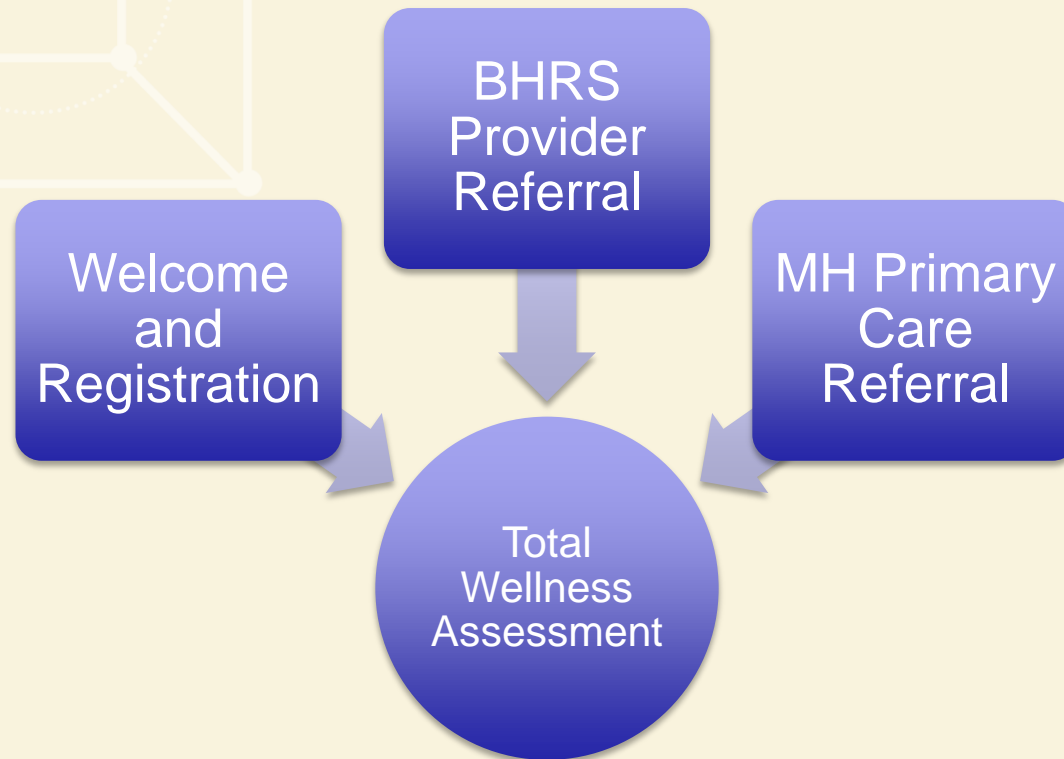 BHRS
Provider
Referral
Welcome
and
Registration
MH Primary
Care
Referral
Total
Wellness
Assessment